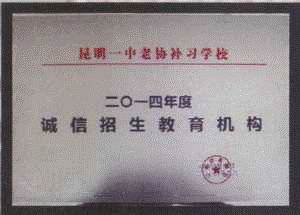 昆明一中老协补习学校
二〇一四年度
诚信招生教育机构